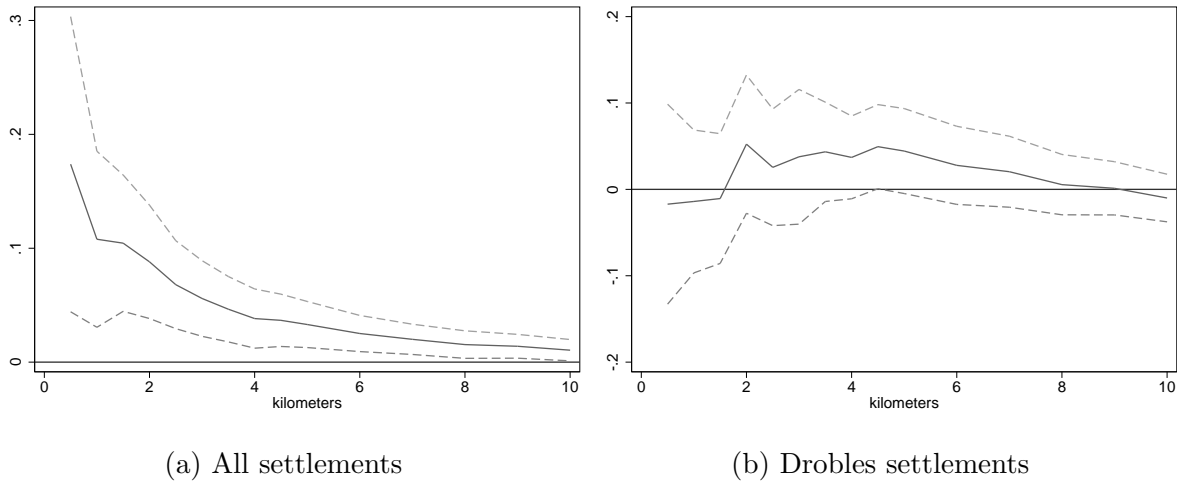 .3
.2
.1
0
0 2 4 6 8 10
kilometers
(a) All settlements
.2
.1
0
-.1
-.2
0 2 4 6 8 10
kilometers
(b) Drobles settlements